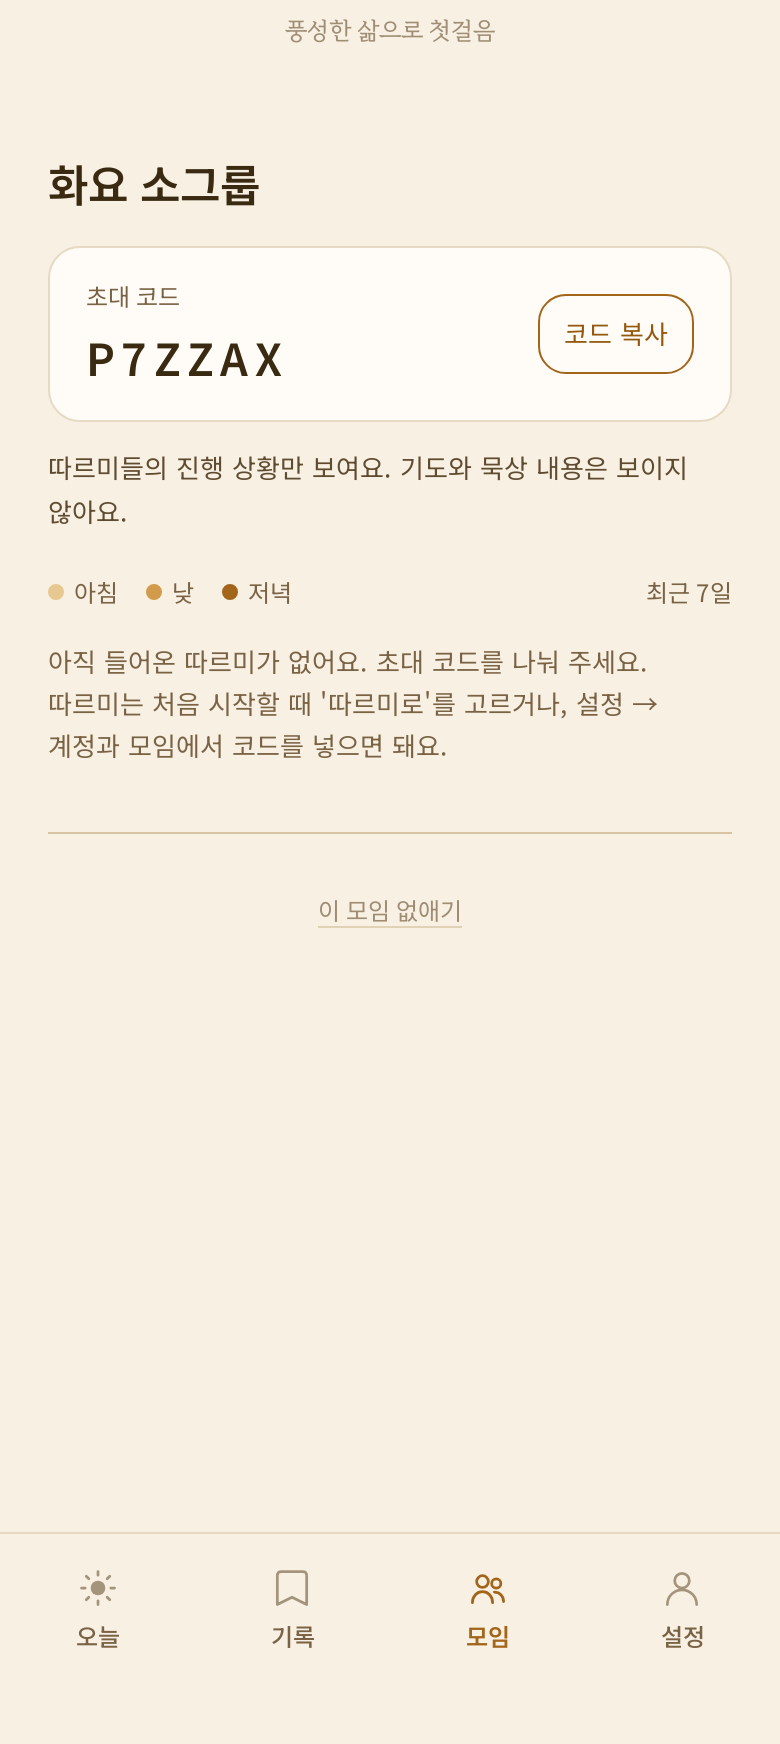 풍성한 삶으로 첫걸음
화요 소그룹
초대 코드
P7ZZAX
코드 복사
따르미들의 진행 상황만 보여요. 기도와 묵상 내용은 보이지
않아요.
아침 낮 저녁 최근 7일
아직 들어온 따르미가 없어요. 초대 코드를 나눠 주세요.
따르미는 처음 시작할 때 '따르미로'를 고르거나, 설정 →
계정과 모임에서 코드를 넣으면 돼요.
이 모임 없애기
오늘 기록 모임 설정